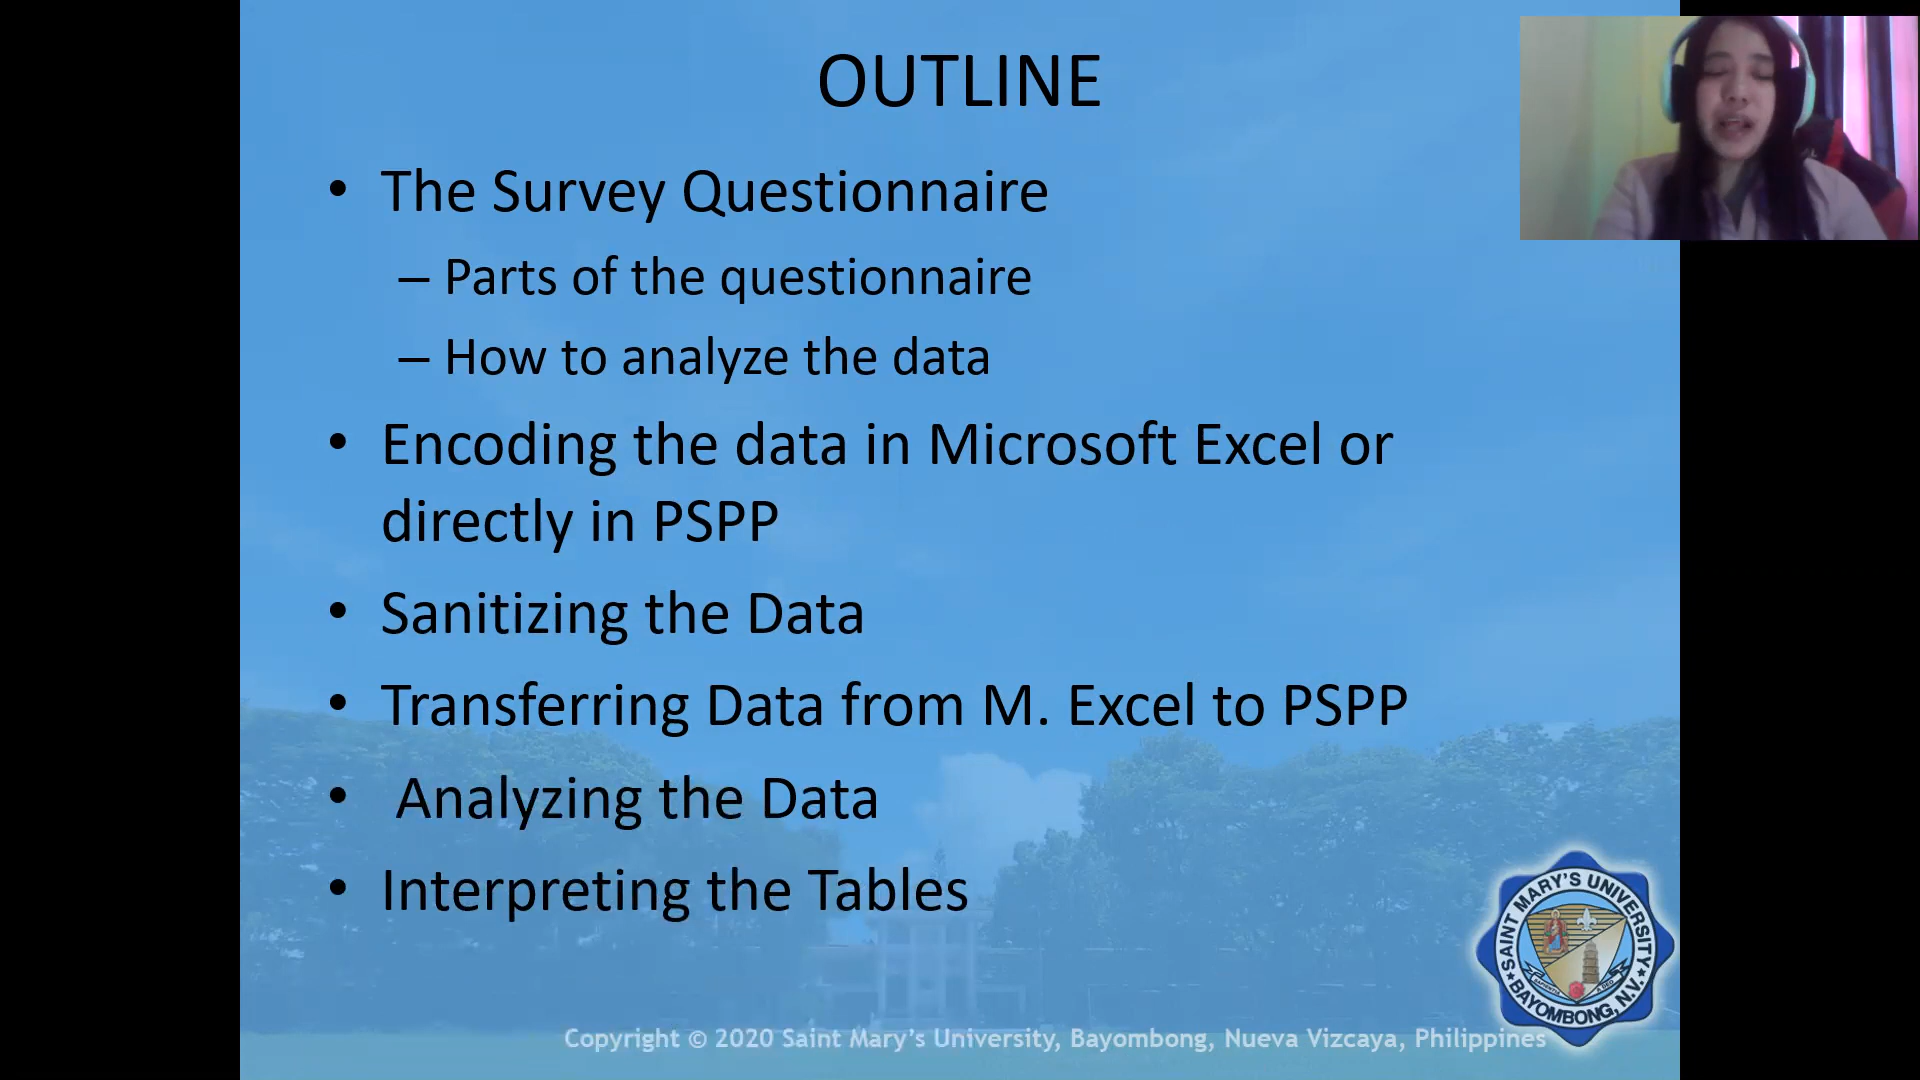 OUTLINE
• The Survey Questionnaire
– Parts of the questionnaire
– How to analyze the data
• Encoding the data in Microsoft Excel or
directly in PSPP
• Sanitizing the Data
• Transferring Data from M. Excel to PSPP
• Analyzing the Data
• Interpreting the Tables
SAINT MARY'S UNIVERSITY
BAYOMBONG, N.V.
Copyright © 2020 Saint Mary's University, Bayombong, Nueva Vizcaya, Philippines